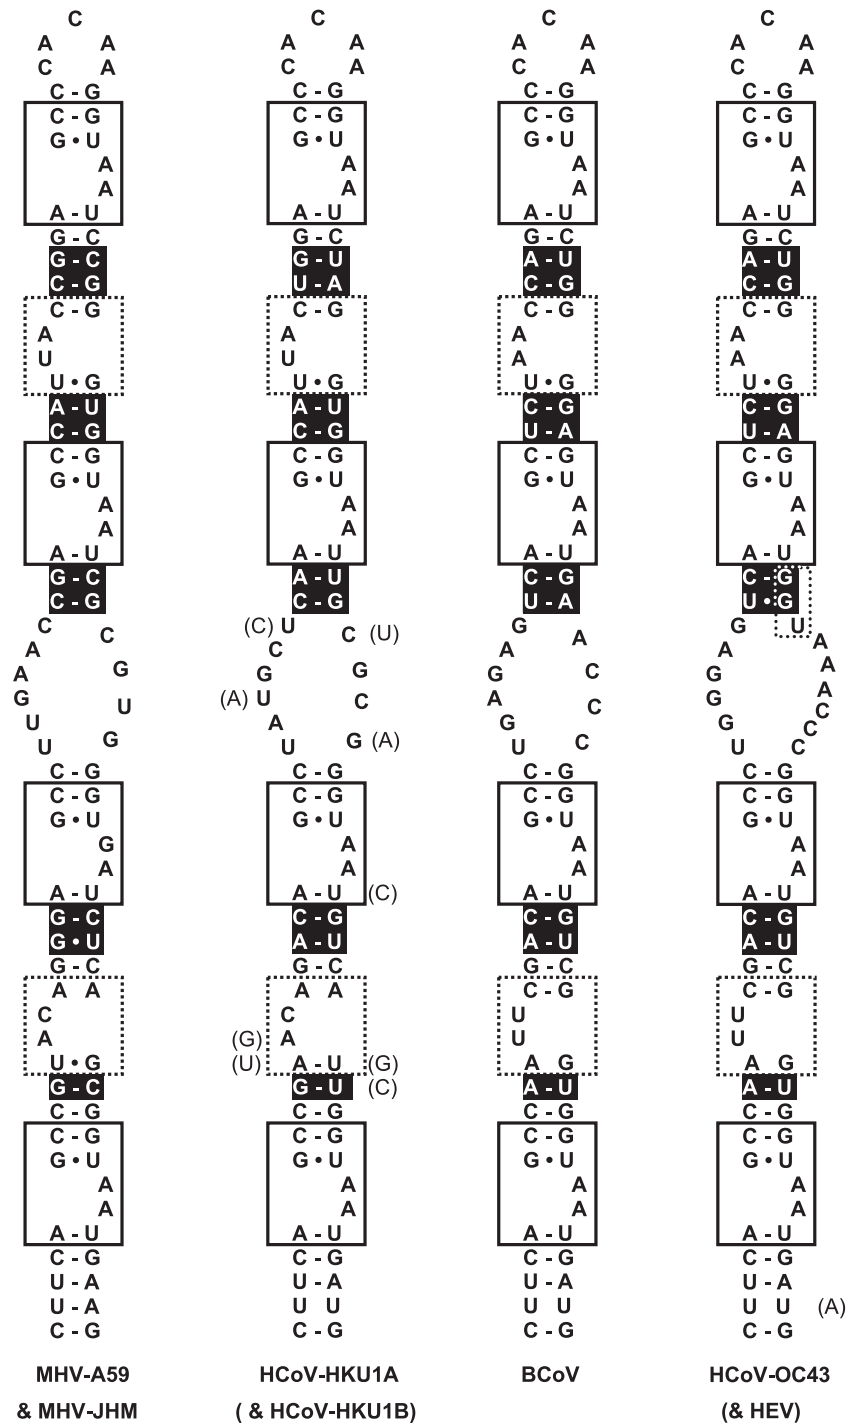 C C C C
A A A A A A A A
C A C A C A C A
C - G C - G C - G C - G
C - G C - G C - G C - G
G • U G • U G • U G • U
A A A A
A A A A
A - U A - U A - U A - U
G - C G - C G - C G - C
G - C G - U A - U A - U
C - G U - A C - G C - G
C - G C - G C - G C - G
A A A A
U U A A
U • G U • G U • G U • G
A - U A - U C - G C - G
C - G C - G U - A U - A
C - G C - G C - G C - G
G • U G • U G • U G • U
A A A A
A A A A
A - U A - U A - U A - U
G - C A - U C - G C - G
C - G C - G U - A U • G
C C (C) U C (U) G A G U
A C A A A
A G G G G G C A
G U (A) U C A C G A C
U A G G C
U G U G (A) U C U C
C - G C - G C - G C - G
C - G C - G C - G C - G
G • U G • U G • U G • U
G A A A
A A A A
A - U A - U (C) A - U A - U
G - C C - G C - G C - G
G • U A - U A - U A - U
G - C G - C G - C G - C
A A A A C - G C - G
C C U U
A (G) A U U
U • G (U) A - U (G) A G A G
G - C G - U (C) A - U A - U
C - G C - G C - G C - G
C - G C - G C - G C - G
G • U G • U G • U G • U
A A A A
A A A A
A - U A - U A - U A - U
C - G C - G C - G C - G
U - A U - A U - A U - A
U - A U U U U U U (A)
C - G C - G C - G C - G
MHV-A59 HCoV-HKU1A BCoV HCoV-OC43
& MHV-JHM ( & HCoV-HKU1B) (& HEV)